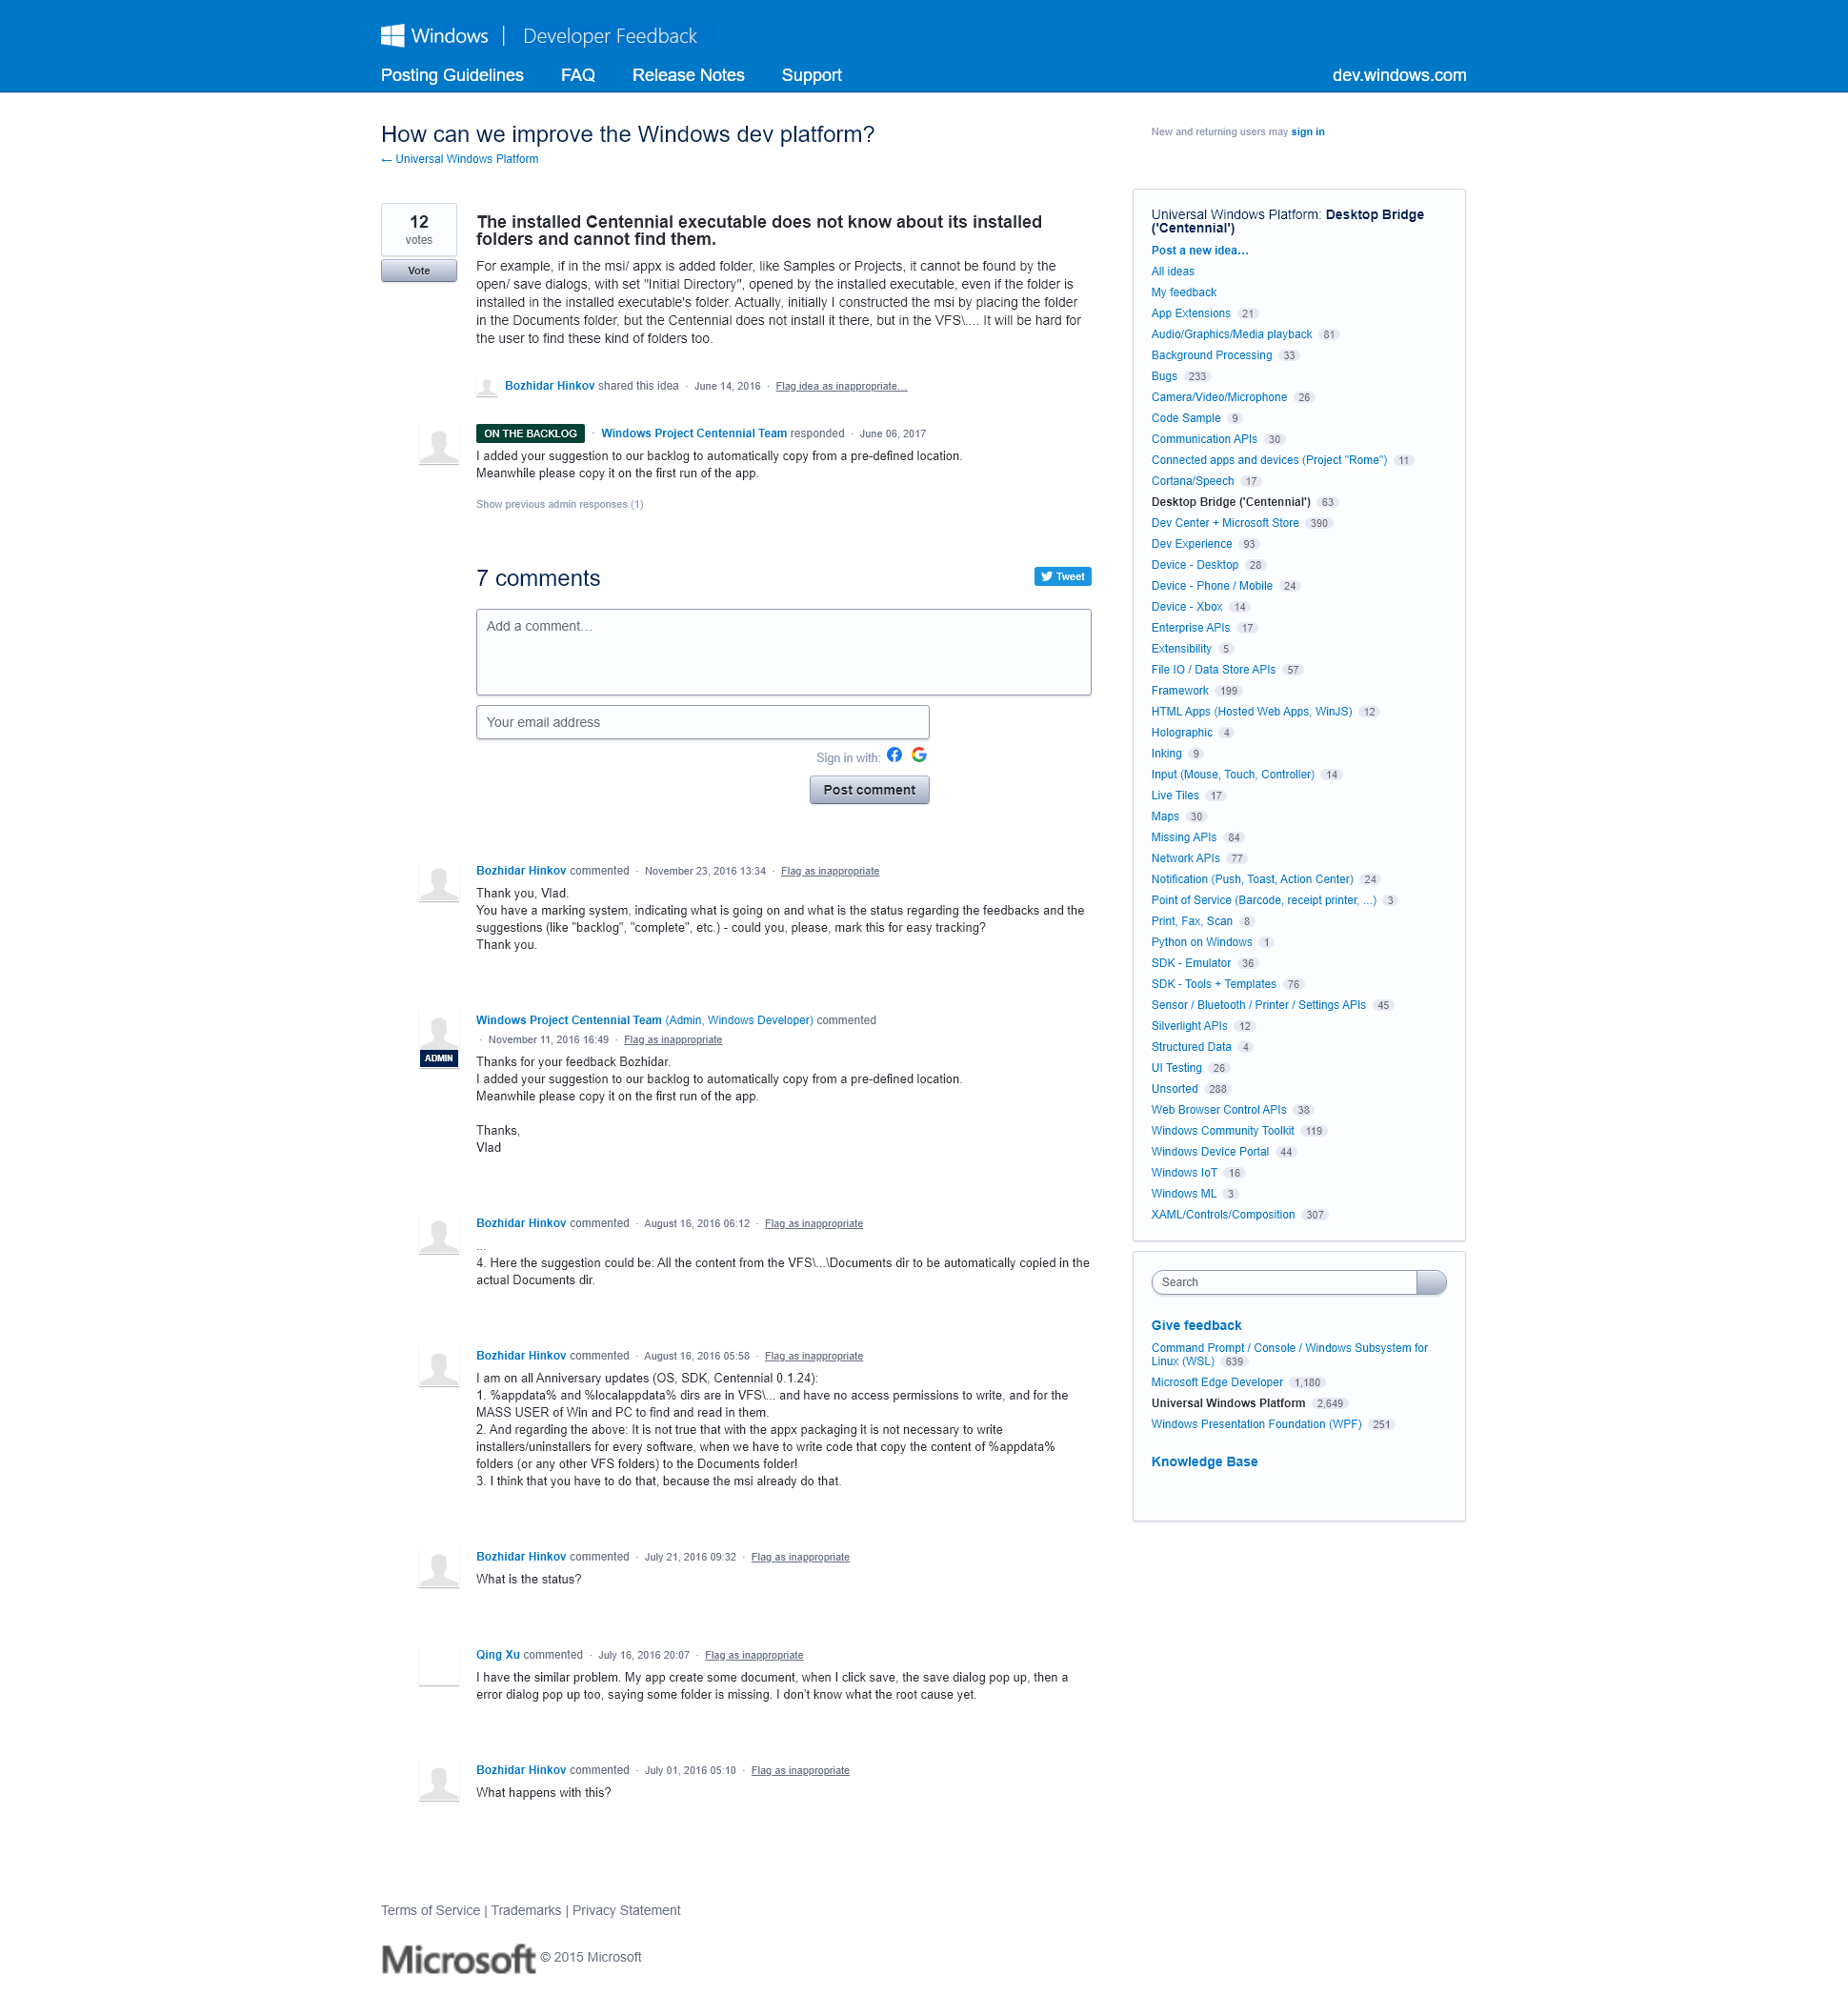 Windows | Developer Feedback
Posting Guidelines FAQ Release Notes Support dev.windows.com
How can we improve the Windows dev platform?
← Universal Windows Platform
New and returning users may sign in
12
votes
Vote
The installed Centennial executable does not know about its installed
folders and cannot find them.
For example, if in the msi/ appx is added folder, like Samples or Projects, it cannot be found by the
open/ save dialogs, with set "Initial Directory", opened by the installed executable, even if the folder is
installed in the installed executable's folder. Actually, initially I constructed the msi by placing the folder
in the Documents folder, but the Centennial does not install it there, but in the VFS\.... It will be hard for
the user to find these kind of folders too.
Bozhidar Hinkov shared this idea · June 14, 2016 · Flag idea as inappropriate…
ON THE BACKLOG · Windows Project Centennial Team responded · June 06, 2017
I added your suggestion to our backlog to automatically copy from a pre-defined location.
Meanwhile please copy it on the first run of the app.
Show previous admin responses (1)
7 comments
Tweet
Add a comment…
Your email address
Sign in with:
Post comment
Bozhidar Hinkov commented · November 23, 2016 13:34 · Flag as inappropriate
Thank you, Vlad.
You have a marking system, indicating what is going on and what is the status regarding the feedbacks and the
suggestions (like "backlog", "complete", etc.) - could you, please, mark this for easy tracking?
Thank you.
Windows Project Centennial Team (Admin, Windows Developer) commented
· November 11, 2016 16:49 · Flag as inappropriate
ADMIN
Thanks for your feedback Bozhidar.
I added your suggestion to our backlog to automatically copy from a pre-defined location.
Meanwhile please copy it on the first run of the app.
Thanks,
Vlad
Bozhidar Hinkov commented · August 16, 2016 06:12 · Flag as inappropriate
...
4. Here the suggestion could be: All the content from the VFS\...\Documents dir to be automatically copied in the
actual Documents dir.
Bozhidar Hinkov commented · August 16, 2016 05:58 · Flag as inappropriate
I am on all Anniversary updates (OS, SDK, Centennial 0.1.24):
1. %appdata% and %localappdata% dirs are in VFS\... and have no access permissions to write, and for the
MASS USER of Win and PC to find and read in them.
2. And regarding the above: It is not true that with the appx packaging it is not necessary to write
installers/uninstallers for every software, when we have to write code that copy the content of %appdata%
folders (or any other VFS folders) to the Documents folder!
3. I think that you have to do that, because the msi already do that.
Bozhidar Hinkov commented · July 21, 2016 09:32 · Flag as inappropriate
What is the status?
Qing Xu commented · July 16, 2016 20:07 · Flag as inappropriate
I have the similar problem. My app create some document, when I click save, the save dialog pop up, then a
error dialog pop up too, saying some folder is missing. I don't know what the root cause yet.
Bozhidar Hinkov commented · July 01, 2016 05:10 · Flag as inappropriate
What happens with this?
Universal Windows Platform: Desktop Bridge
('Centennial')
Post a new idea…
All ideas
My feedback
App Extensions 21
Audio/Graphics/Media playback 81
Background Processing 33
Bugs 233
Camera/Video/Microphone 26
Code Sample 9
Communication APIs 30
Connected apps and devices (Project "Rome") 11
Cortana/Speech 17
Desktop Bridge ('Centennial') 63
Dev Center + Microsoft Store 390
Dev Experience 93
Device - Desktop 28
Device - Phone / Mobile 24
Device - Xbox 14
Enterprise APIs 17
Extensibility 5
File IO / Data Store APIs 57
Framework 199
HTML Apps (Hosted Web Apps, WinJS) 12
Holographic 4
Inking 9
Input (Mouse, Touch, Controller) 14
Live Tiles 17
Maps 30
Missing APIs 84
Network APIs 77
Notification (Push, Toast, Action Center) 24
Point of Service (Barcode, receipt printer, ...) 3
Print, Fax, Scan 8
Python on Windows 1
SDK - Emulator 36
SDK - Tools + Templates 76
Sensor / Bluetooth / Printer / Settings APIs 45
Silverlight APIs 12
Structured Data 4
UI Testing 26
Unsorted 288
Web Browser Control APIs 38
Windows Community Toolkit 119
Windows Device Portal 44
Windows IoT 16
Windows ML 3
XAML/Controls/Composition 307
Search
Give feedback
Command Prompt / Console / Windows Subsystem for
Linux (WSL) 639
Microsoft Edge Developer 1,180
Universal Windows Platform 2,649
Windows Presentation Foundation (WPF) 251
Knowledge Base
Terms of Service | Trademarks | Privacy Statement
Microsoft © 2015 Microsoft